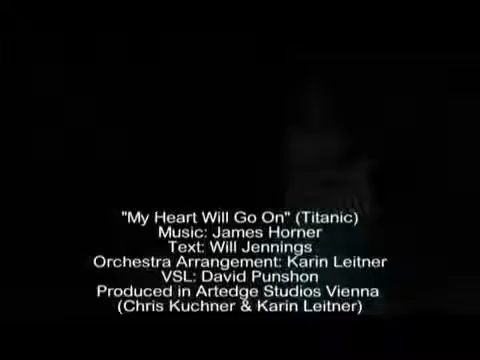 "My Heart Will Go On" (Titanic)
Music: James Horner
Text: Will Jennings
Orchestra Arrangement: Karin Leitner
VSL: David Punshon
Produced in Artedge Studios Vienna
(Chris Kuchner & Karin Leitner)